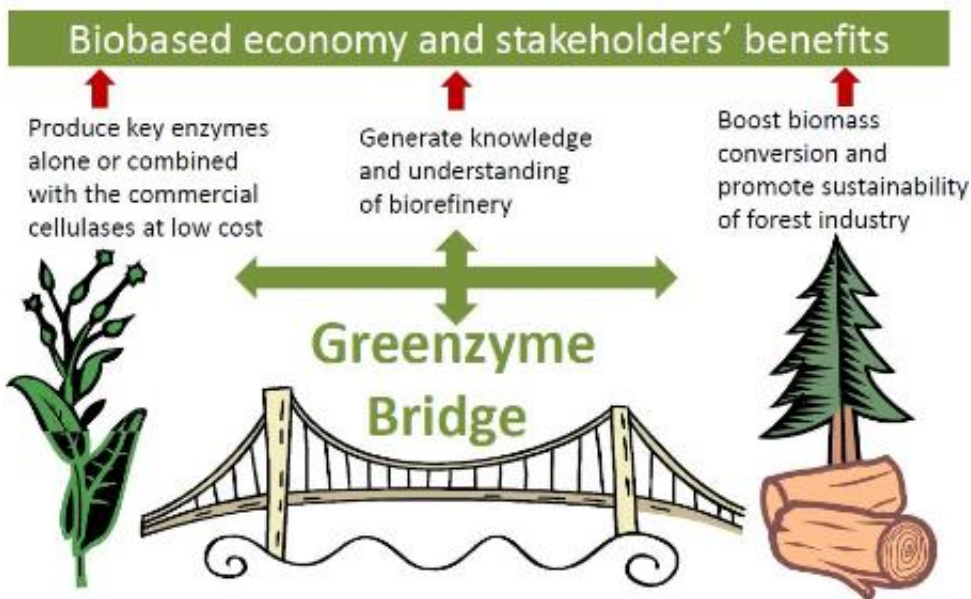 Biobased economy and stakeholders’ benefits
Produce key enzymes
alone or combined
with the commercial
cellulases at low cost
Generate knowledge
and understanding
of biorefinery
Boost biomass
conversion and
promote sustainability
of forest industry
Greenzyme
Bridge